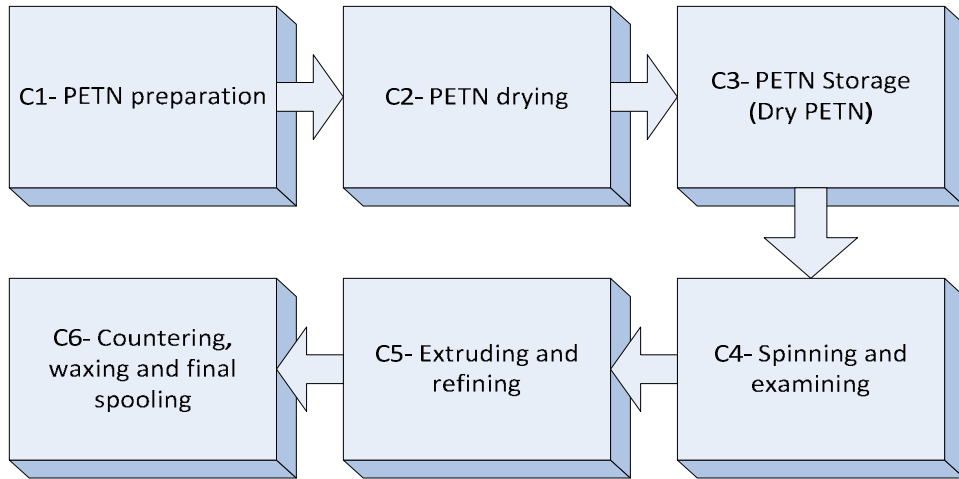 C1- PETN preparation
C2- PETN drying
C3- PETN Storage
(Dry PETN)
C4- Spinning and
examining
C5- Extruding and
refining
C6- Countering,
waxing and final
spooling